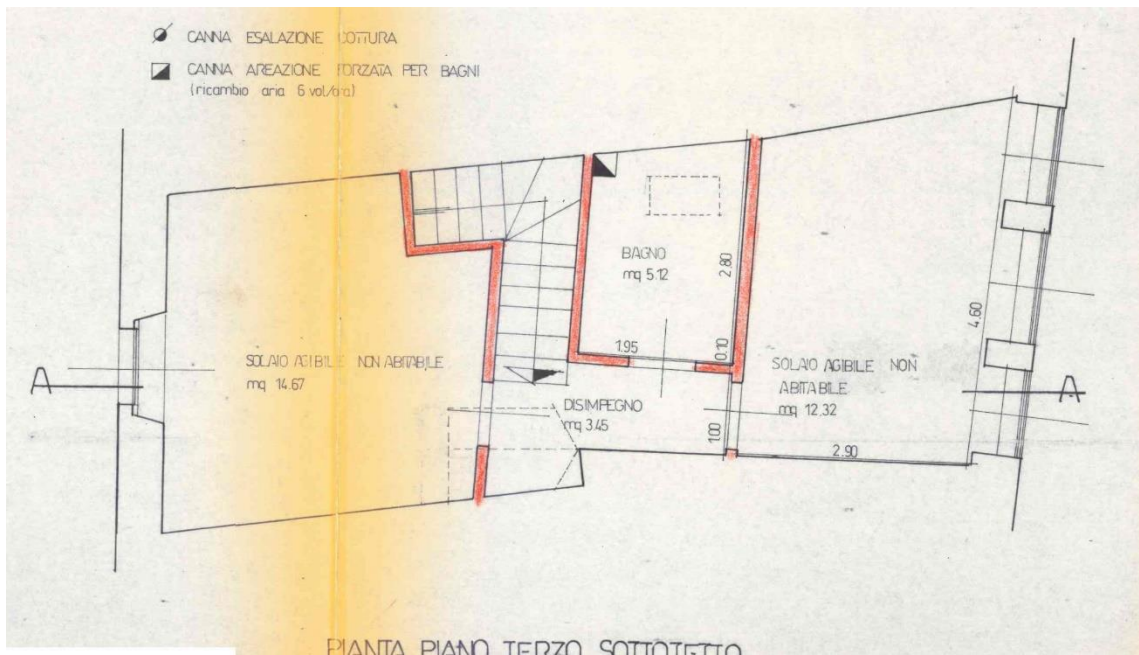 CANNA ESALAZIONE COTTURA
CANNA AREAZIONE FORZATA PER BAGNI
(ricambio aria 6 vol/ora)
BAGNO
mq 5.12
2.80
1.95
0.10
4.60
SOLAIO AGIBILE NON ABITABILE
mq 14.67
SOLAIO AGIBILE NON
ABITABILE
mq 12.32
A
A
DISIMPEGNO
mq 3.45
1.00
2.90
PIANTA PIANO TERZO SOTTOTETTO